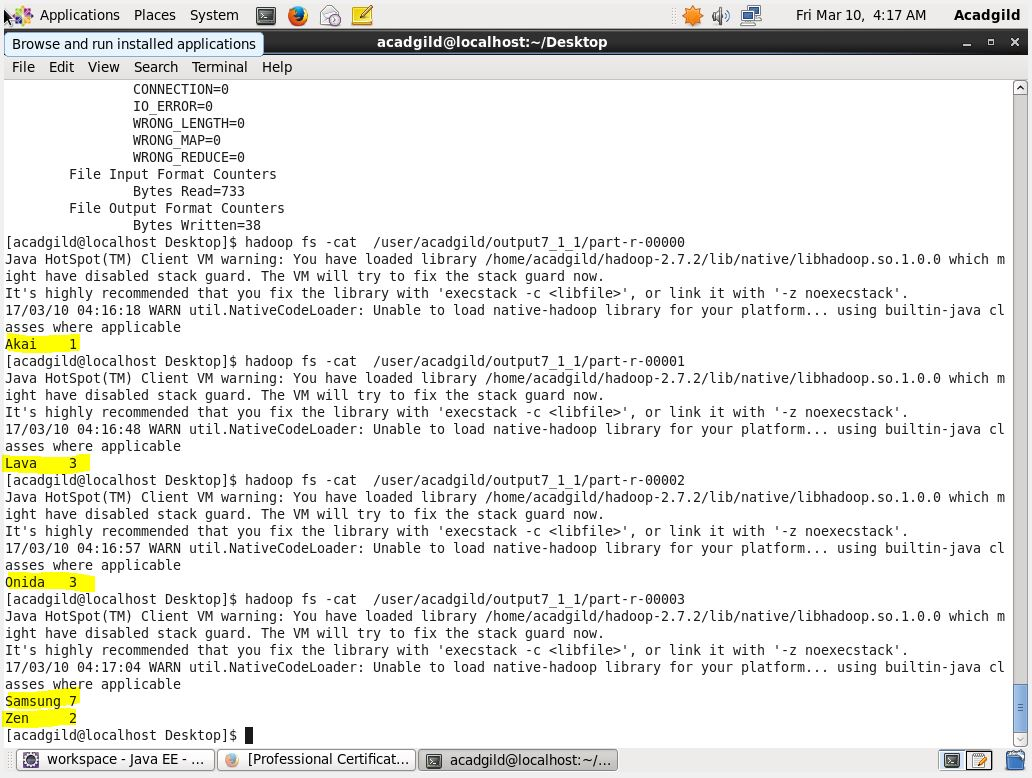 Applications Places System
Fri Mar 10, 4:17 AM Acadgild
Browse and run installed applications
acadgild@localhost:~/Desktop
File Edit View Search Terminal Help
CONNECTION=0
IO_ERROR=0
WRONG_LENGTH=0
WRONG_MAP=0
WRONG_REDUCE=0
File Input Format Counters
Bytes Read=733
File Output Format Counters
Bytes Written=38
[acadgild@localhost Desktop]$ hadoop fs -cat  /user/acadgild/output7_1_1/part-r-00000
Java HotSpot(TM) Client VM warning: You have loaded library /home/acadgild/hadoop-2.7.2/lib/native/libhadoop.so.1.0.0 which m
ight have disabled stack guard. The VM will try to fix the stack guard now.
It's highly recommended that you fix the library with 'execstack -c <libfile>', or link it with '-z noexecstack'.
17/03/10 04:16:18 WARN util.NativeCodeLoader: Unable to load native-hadoop library for your platform... using builtin-java cl
asses where applicable
Akai    1
[acadgild@localhost Desktop]$ hadoop fs -cat  /user/acadgild/output7_1_1/part-r-00001
Java HotSpot(TM) Client VM warning: You have loaded library /home/acadgild/hadoop-2.7.2/lib/native/libhadoop.so.1.0.0 which m
ight have disabled stack guard. The VM will try to fix the stack guard now.
It's highly recommended that you fix the library with 'execstack -c <libfile>', or link it with '-z noexecstack'.
17/03/10 04:16:48 WARN util.NativeCodeLoader: Unable to load native-hadoop library for your platform... using builtin-java cl
asses where applicable
Lava    3
[acadgild@localhost Desktop]$ hadoop fs -cat  /user/acadgild/output7_1_1/part-r-00002
Java HotSpot(TM) Client VM warning: You have loaded library /home/acadgild/hadoop-2.7.2/lib/native/libhadoop.so.1.0.0 which m
ight have disabled stack guard. The VM will try to fix the stack guard now.
It's highly recommended that you fix the library with 'execstack -c <libfile>', or link it with '-z noexecstack'.
17/03/10 04:16:57 WARN util.NativeCodeLoader: Unable to load native-hadoop library for your platform... using builtin-java cl
asses where applicable
Onida   3
[acadgild@localhost Desktop]$ hadoop fs -cat  /user/acadgild/output7_1_1/part-r-00003
Java HotSpot(TM) Client VM warning: You have loaded library /home/acadgild/hadoop-2.7.2/lib/native/libhadoop.so.1.0.0 which m
ight have disabled stack guard. The VM will try to fix the stack guard now.
It's highly recommended that you fix the library with 'execstack -c <libfile>', or link it with '-z noexecstack'.
17/03/10 04:17:04 WARN util.NativeCodeLoader: Unable to load native-hadoop library for your platform... using builtin-java cl
asses where applicable
Samsung 7
Zen     2
[acadgild@localhost Desktop]$
workspace - Java EE - ... [Professional Certificat... acadgild@localhost:~/...